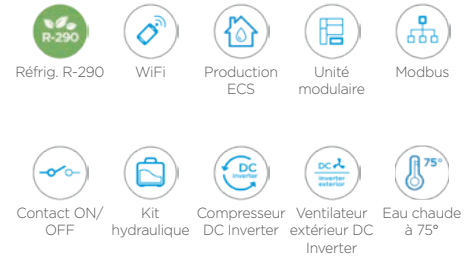 R-290
Réfrig. R-290
WiFi
Production
ECS
Unité
modulaire
Modbus
Contact ON/
OFF
Kit
hydraulique
DC
Inverter
Compresseur
DC Inverter
DC
inverter
exterior
Ventilateur
extérieur DC
Inverter
75°
Eau chaude
à 75°